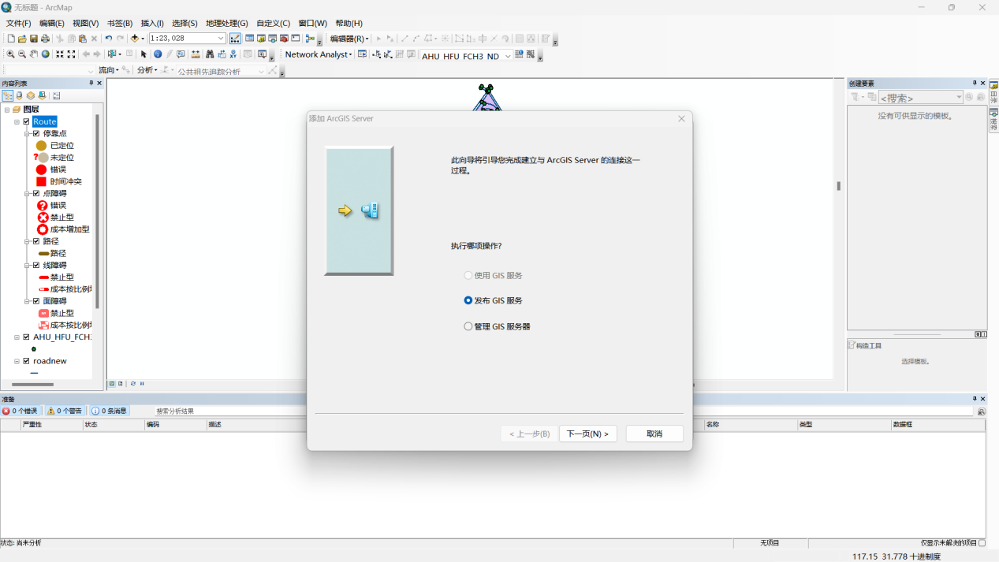 无标题 - ArcMap
文件(F) 编辑(E) 视图(V) 书签(B) 插入(I) 选择(S) 地理处理(G) 自定义(C) 窗口(W) 帮助(H)
1:23,028 编辑器(R)
Network Analyst AHU_HFU_FCH3_ND
流向 分析 公共祖先追踪分析
内容列表
图层
Route
停靠点
已定位
未定位
错误
时间冲突
点障碍
错误
禁止型
成本增加型
路径
路径
线障碍
禁止型
成本按比例
面障碍
禁止型
成本按比例
AHU_HFU_FCH
roadnew
添加 ArcGIS Server
此向导将引导您完成建立与 ArcGIS Server 的连接这一
过程。
执行哪项操作?
使用 GIS 服务
发布 GIS 服务
管理 GIS 服务器
< 上一步(B) 下一页(N) > 取消
创建要素
<搜索>
没有可供显示的模板。
构造工具
选择模板。
目录
搜索
准备
0 个错误 0 个警告 0 条消息 搜索分析结果
严重性 状态 编码 描述 名称 类型 数据框
状态: 尚未分析 无项目 仅显示未解决的项目
117.15 31.778 十进制度